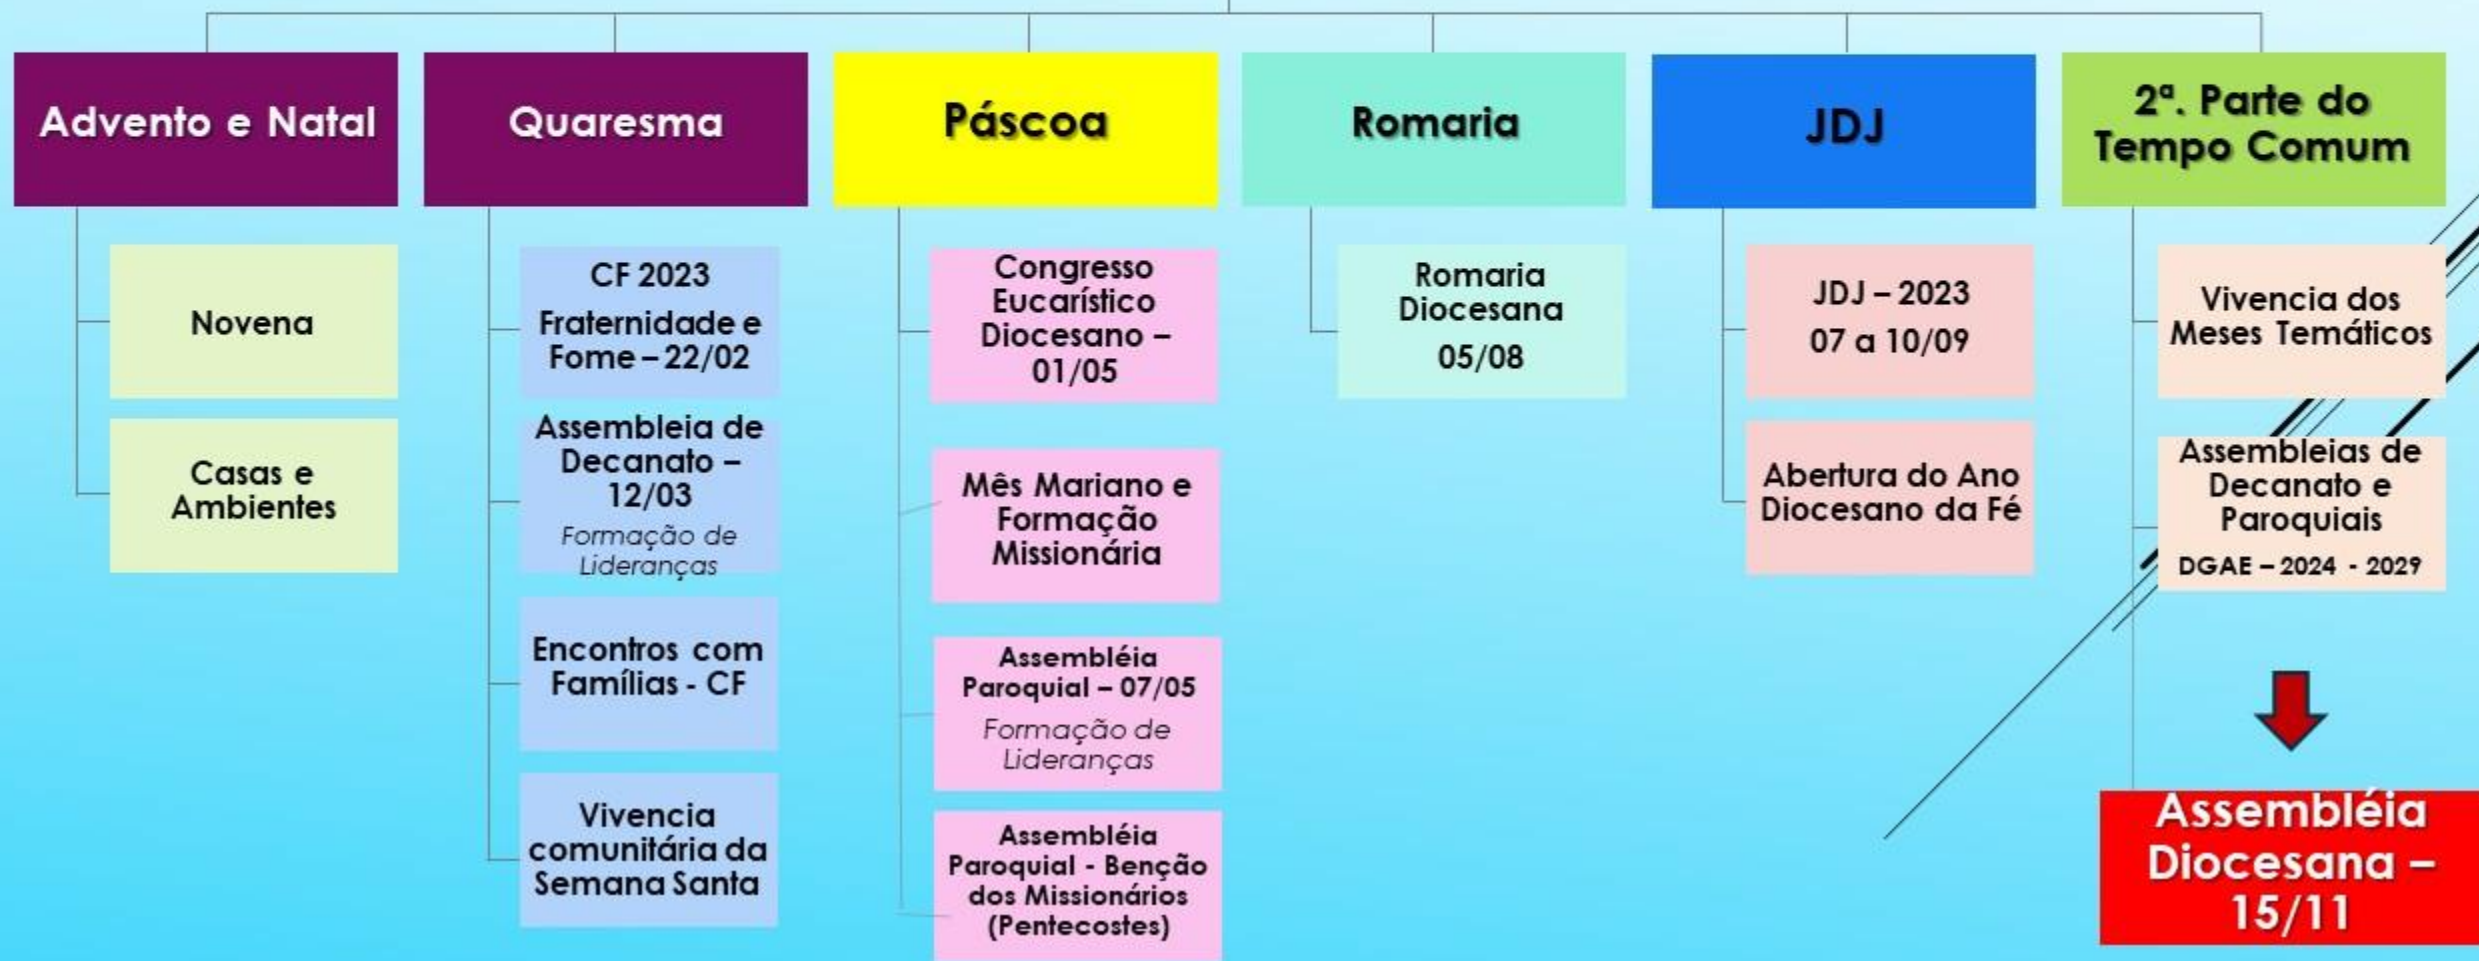 Advento e Natal
Novena
Casas e
Ambientes
Quaresma
CF 2023
Fraternidade e
Fome – 22/02
Assembleia de
Decanato –
12/03
Formação de
Lideranças
Encontros com
Famílias - CF
Vivencia
comunitária da
Semana Santa
Páscoa
Congresso
Eucarístico
Diocesano –
01/05
Mês Mariano e
Formação
Missionária
Assembléia
Paroquial – 07/05
Formação de
Lideranças
Assembléia
Paroquial - Benção
dos Missionários
(Pentecostes)
Romaria
Romaria
Diocesana
05/08
JDJ
JDJ – 2023
07 a 10/09
Abertura do Ano
Diocesano da Fé
2ª. Parte do
Tempo Comum
Vivencia dos
Meses Temáticos
Assembleias de
Decanato e
Paroquiais
DGAE – 2024 - 2029
Assembléia
Diocesana –
15/11